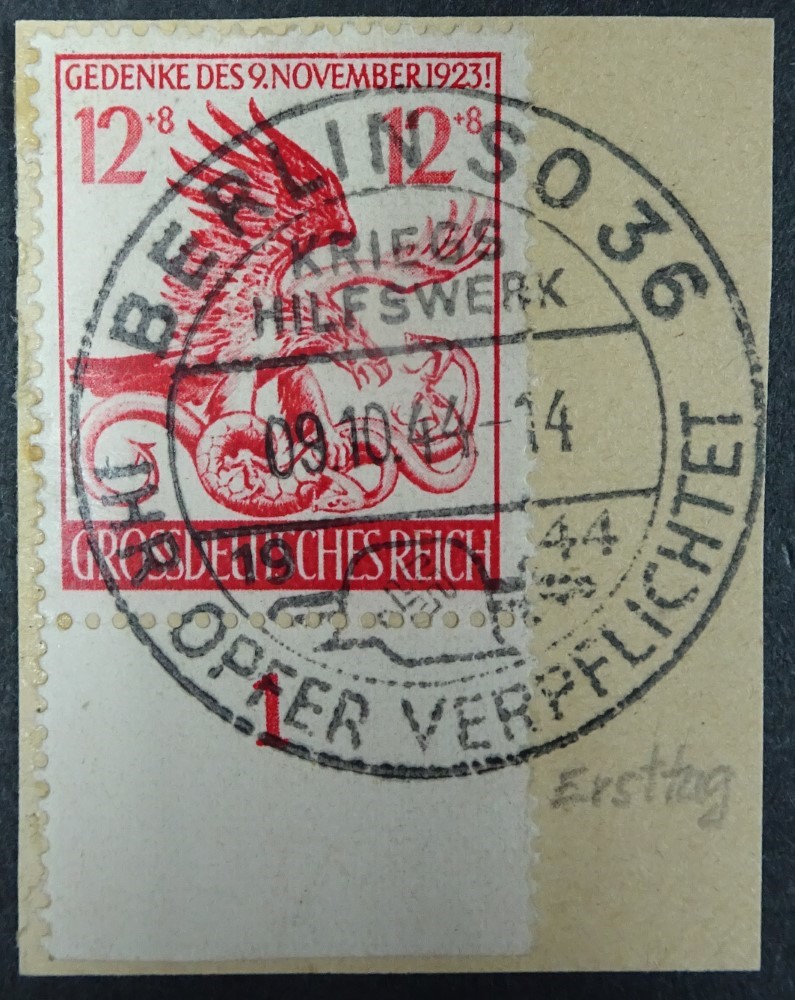 GEDENKE DES 9. NOVEMBER 1923!
12+8 12+8
GROSSDEUTSCHES REICH
1
BERLIN SO 36
KRIEGS
HILFSWERK
09.10.44-14
19 44
IHR OPFER VERPFLICHTET
Ersttag